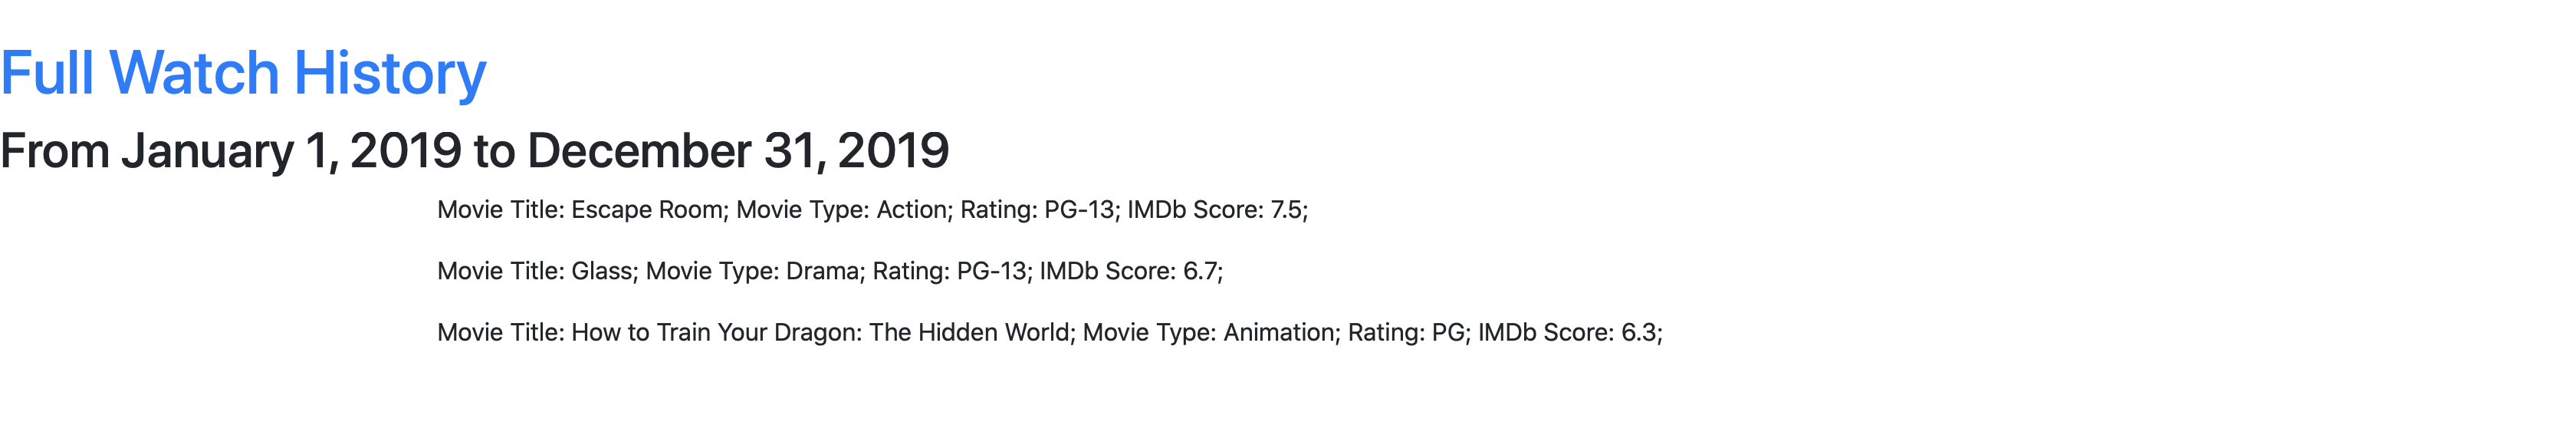 Full Watch History
From January 1, 2019 to December 31, 2019
Movie Title: Escape Room; Movie Type: Action; Rating: PG-13; IMDb Score: 7.5;
Movie Title: Glass; Movie Type: Drama; Rating: PG-13; IMDb Score: 6.7;
Movie Title: How to Train Your Dragon: The Hidden World; Movie Type: Animation; Rating: PG; IMDb Score: 6.3;